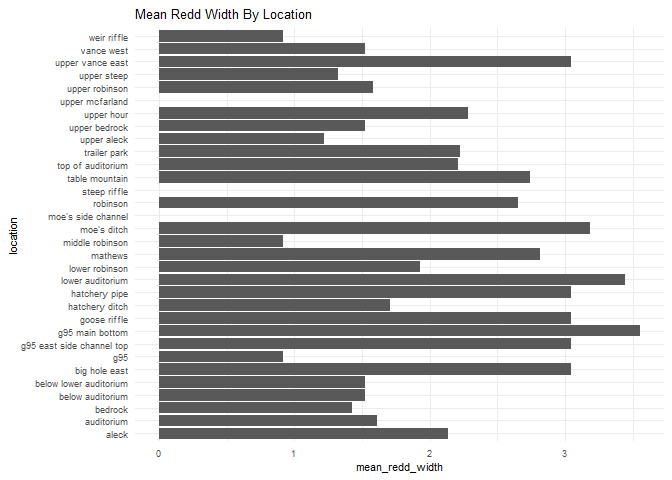 Mean Redd Width By Location
weir riffle
vance west
upper vance east
upper steep
upper robinson
upper mcfarland
upper hour
upper bedrock
upper aleck
trailer park
top of auditorium
table mountain
steep riffle
robinson
moe's side channel
moe's ditch
middle robinson
mathews
lower robinson
lower auditorium
hatchery pipe
hatchery ditch
goose riffle
g95 main bottom
g95 east side channel top
g95
big hole east
below lower auditorium
below auditorium
bedrock
auditorium
aleck
location
0 1 2 3
mean_redd_width